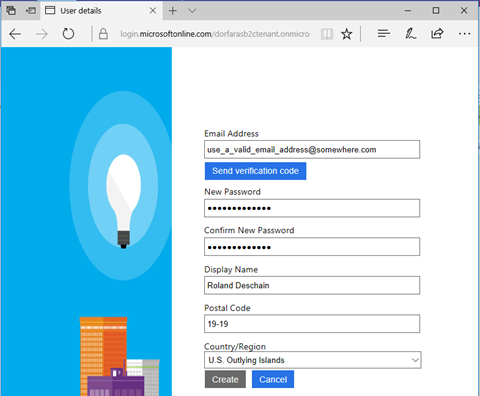 User details
login.microsoftonline.com/dorfarasb2ctenant.onmicro
Email Address
use_a_valid_email_address@somewhere.com
Send verification code
New Password
•••••••••••••
Confirm New Password
•••••••••••••
Display Name
Roland Deschain
Postal Code
19-19
Country/Region
U.S. Outlying Islands
Create Cancel